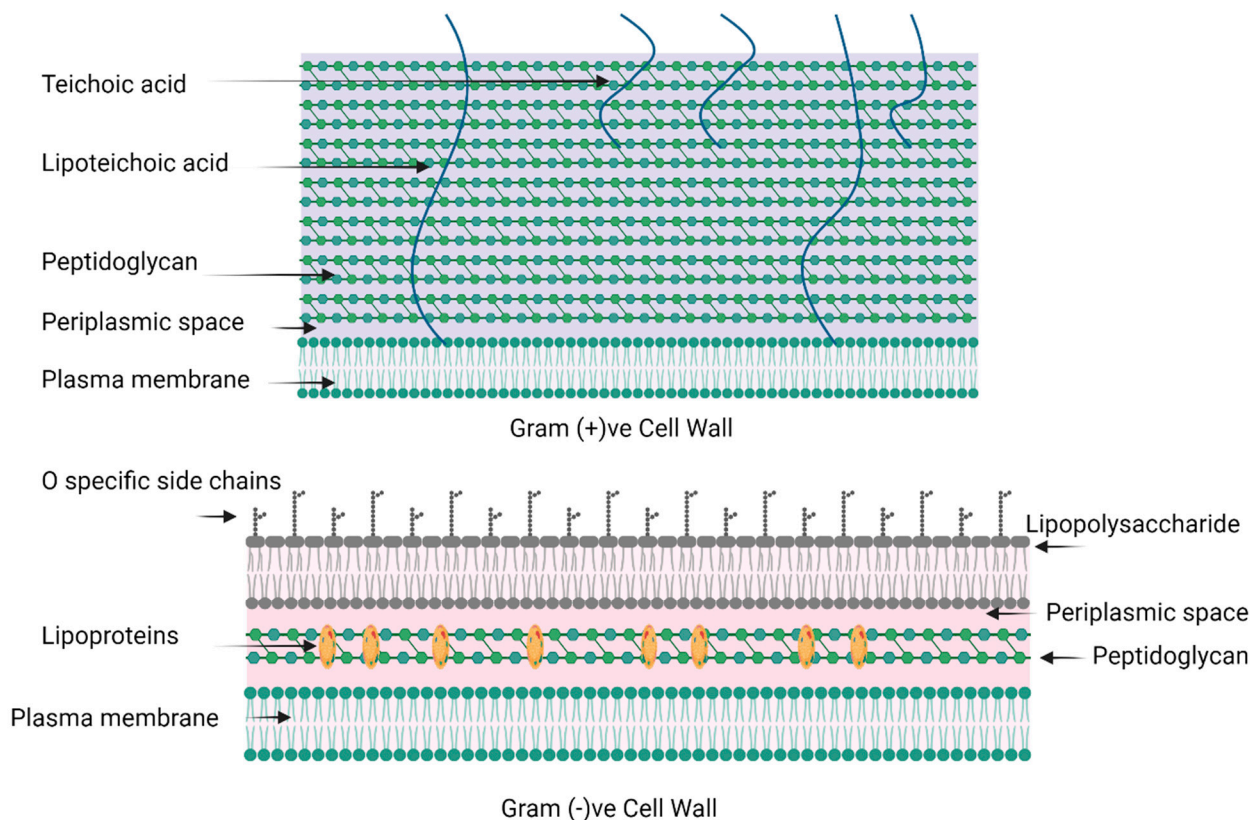 Teichoic acid
Lipoteichoic acid
Peptidoglycan
Periplasmic space
Plasma membrane
Gram (+)ve Cell Wall
O specific side chains
Lipopolysaccharide
Periplasmic space
Lipoproteins
Peptidoglycan
Plasma membrane
Gram (-)ve Cell Wall